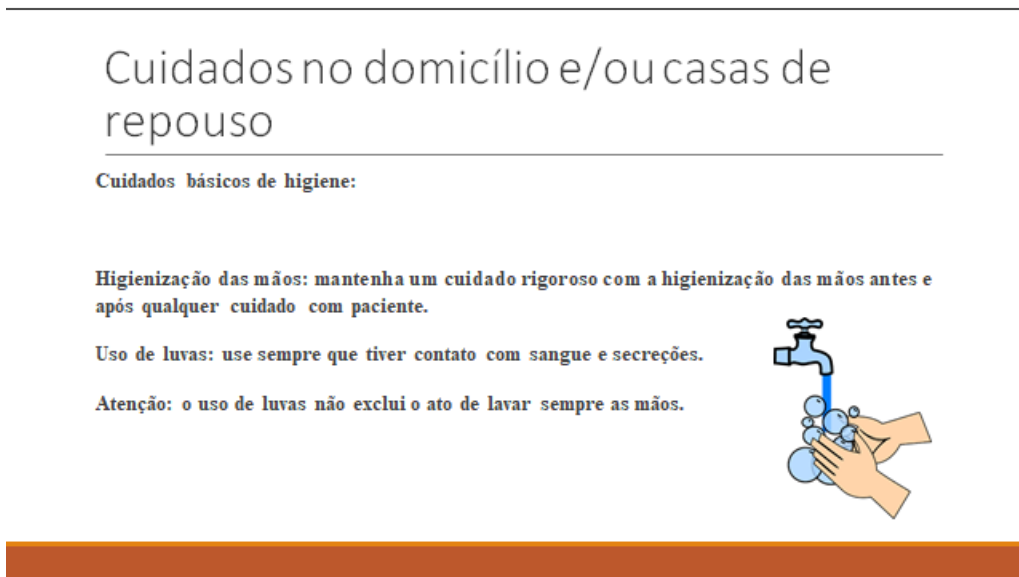 Cuidados no domicílio e/ou casas de
repouso
Cuidados básicos de higiene:
Higienização das mãos: mantenha um cuidado rigoroso com a higienização das mãos antes e
após qualquer cuidado com paciente.
Uso de luvas: use sempre que tiver contato com sangue e secreções.
Atenção: o uso de luvas não exclui o ato de lavar sempre as mãos.